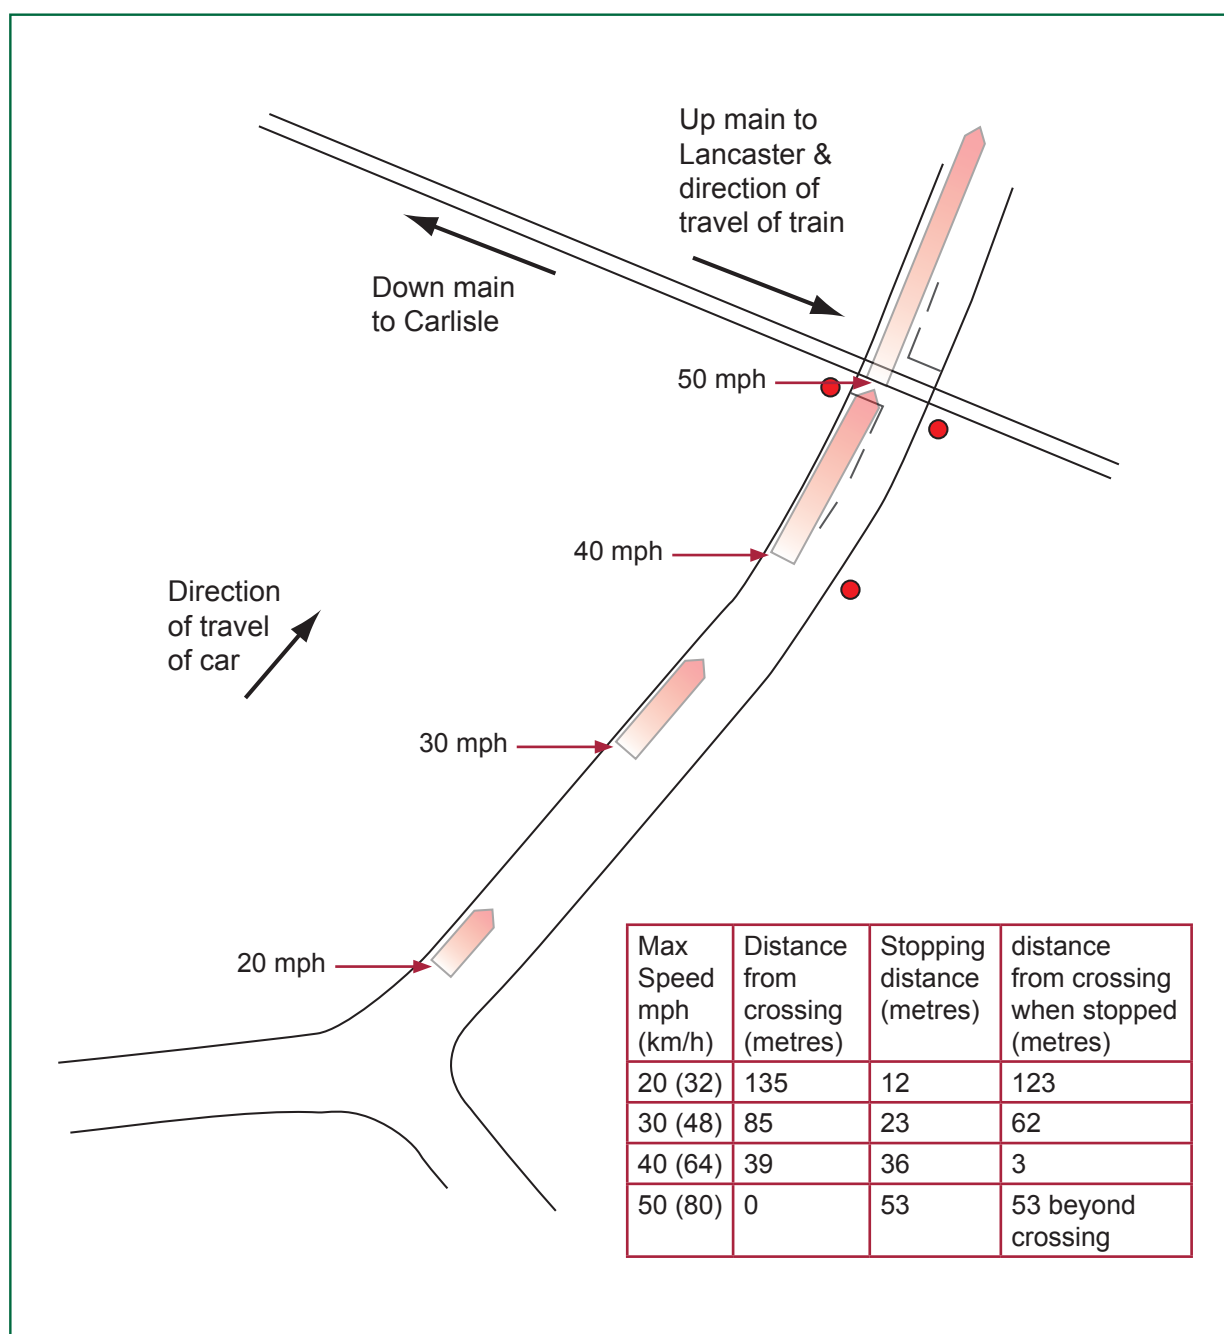 Up main to
Lancaster &
direction of
travel of train
Down main
to Carlisle
50 mph
40 mph
Direction
of travel
of car
30 mph
20 mph
Max Speed mph (km/h) Distance from crossing (metres) Stopping distance (metres) distance from crossing when stopped (metres)
20 (32) 135 12 123
30 (48) 85 23 62
40 (64) 39 36 3
50 (80) 0 53 53 beyond crossing